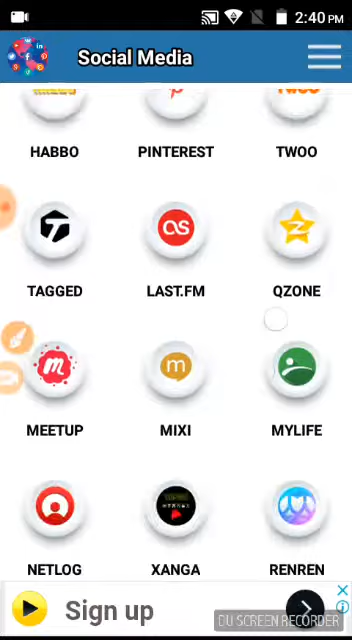 2:40 PM
Social Media
HABBO PINTEREST TWOO
TAGGED LAST.FM QZONE
MEETUP MIXI MYLIFE
NETLOG XANGA RENREN
Sign up
DU SCREEN RECORDER